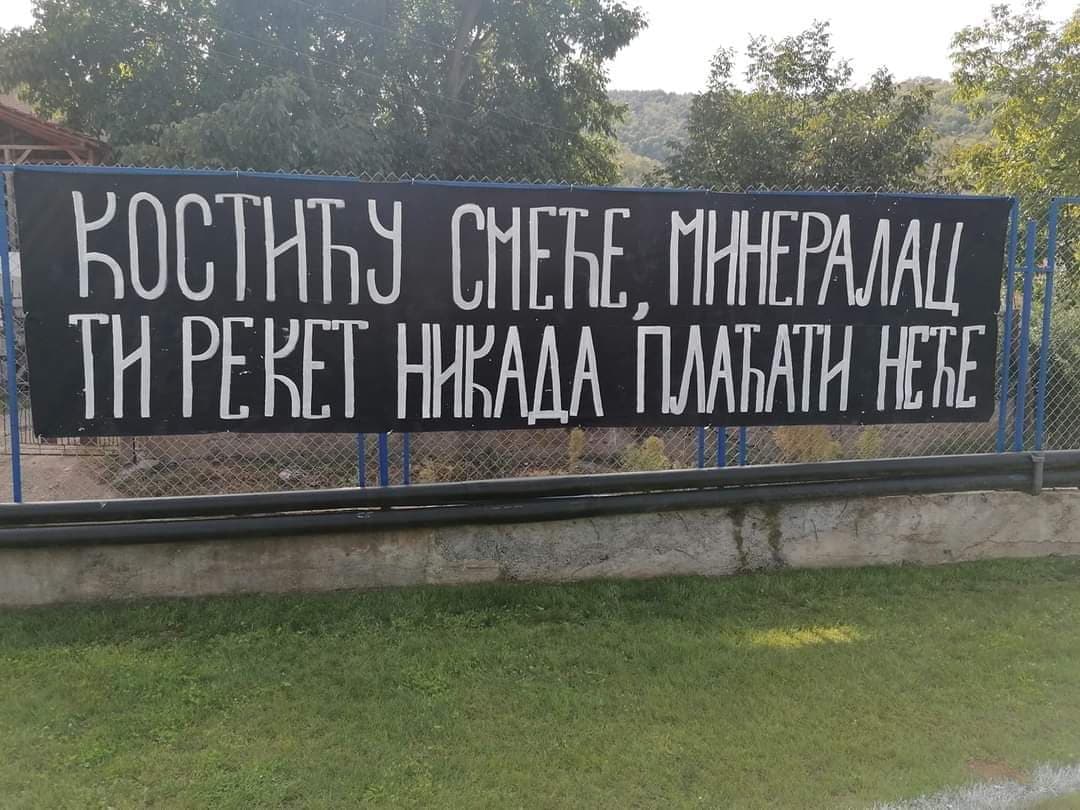 КОСТИЋУ СМЕЋЕ, МИНЕРАЛАЦ
ТИ РЕКЕТ НИКАДА ПЛАЋАТИ НЕЋЕ